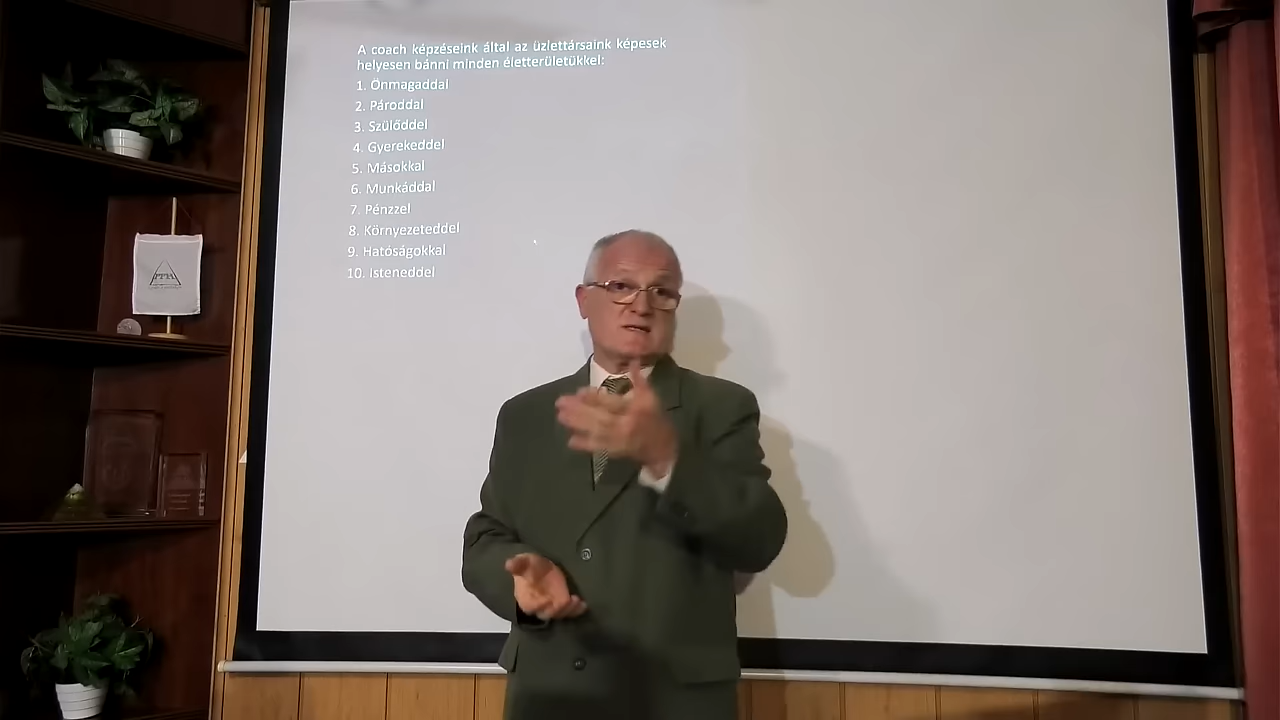 A coach képzéseink által az üzlettársaink képesek
helyesen bánni minden életterületükkel:
1. Önmagaddal
2. Pároddal
3. Szülőddel
4. Gyerekeddel
5. Másokkal
6. Munkáddal
7. Pénzzel
8. Környezeteddel
9. Hatóságokkal
10. Isteneddel